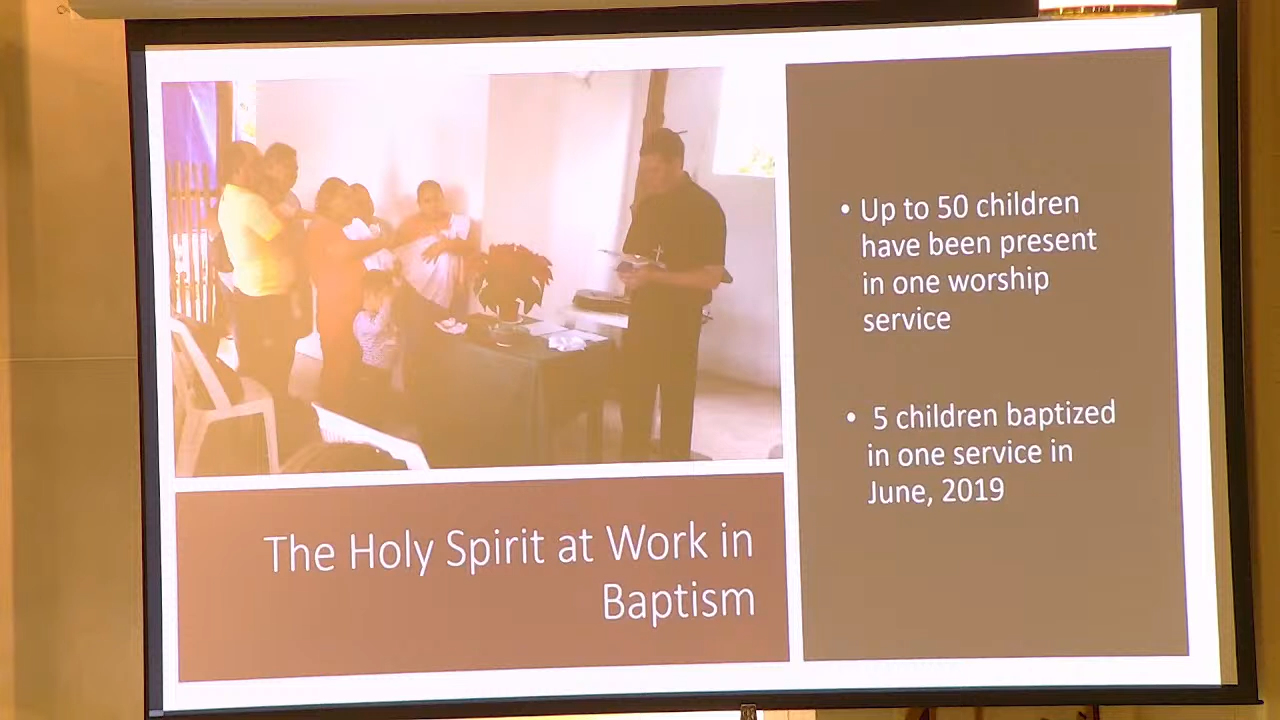 • Up to 50 children
have been present
in one worship
service
• 5 children baptized
in one service in
June, 2019
The Holy Spirit at Work in
Baptism